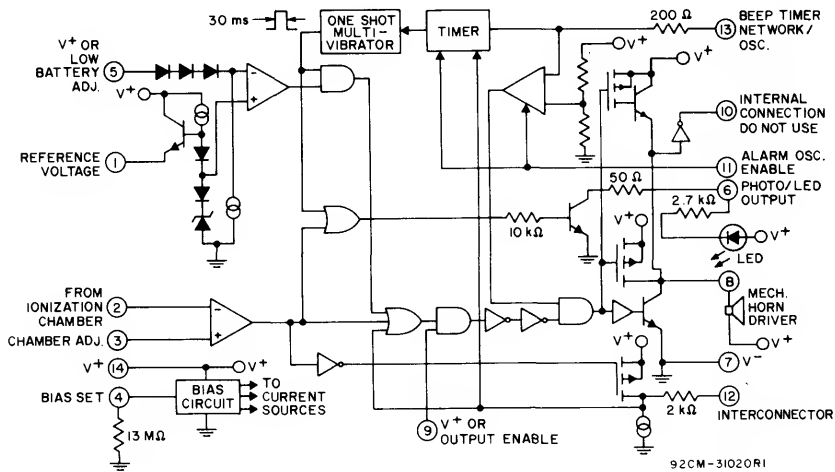 30 ms
ONE SHOT
MULTI-
VIBRATOR
TIMER
200 Ω
13
BEEP TIMER
NETWORK/
OSC.
V+ OR
LOW
BATTERY
ADJ.
5
V+
-
+
V+
V+
10
INTERNAL
CONNECTION
DO NOT USE
REFERENCE
VOLTAGE
1
11
ALARM OSC.
ENABLE
50 Ω
6
PHOTO/LED
OUTPUT
2.7 kΩ
10 kΩ
V+
LED
V+
FROM
IONIZATION
CHAMBER
2
-
8
MECH.
HORN
DRIVER
CHAMBER ADJ.
3
+
V+
V+
14
V+
V+
7
V-
BIAS SET
4
BIAS
CIRCUIT
TO
CURRENT
SOURCES
13 MΩ
9
V+ OR
OUTPUT ENABLE
2 kΩ
12
INTERCONNECTOR
92CM-31020R1